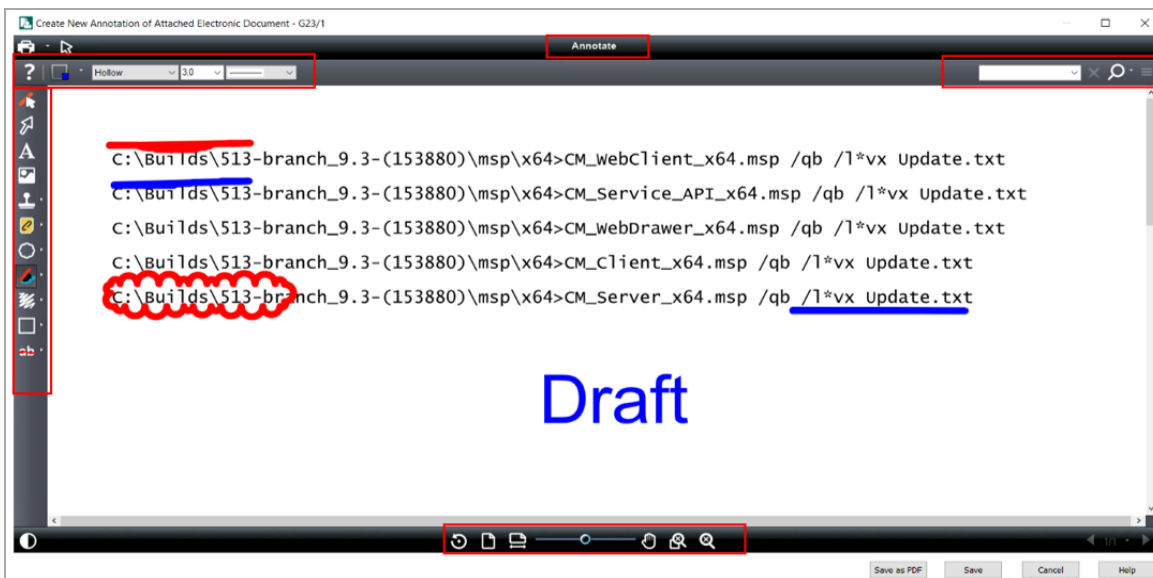 Create New Annotation of Attached Electronic Document - G23/1
Annotate
? Hollow 3.0
A
C:\Builds\513-branch_9.3-(153880)\msp\x64>CM_WebClient_x64.msp /qb /l*vx Update.txt
C:\Builds\513-branch_9.3-(153880)\msp\x64>CM_Service_API_x64.msp /qb /l*vx Update.txt
C:\Builds\513-branch_9.3-(153880)\msp\x64>CM_WebDrawer_x64.msp /qb /l*vx Update.txt
C:\Builds\513-branch_9.3-(153880)\msp\x64>CM_Client_x64.msp /qb /l*vx Update.txt
C:\Builds\513-branch_9.3-(153880)\msp\x64>CM_Server_x64.msp /qb /l*vx Update.txt
ab
Draft
1/1
Save as PDF Save Cancel Help